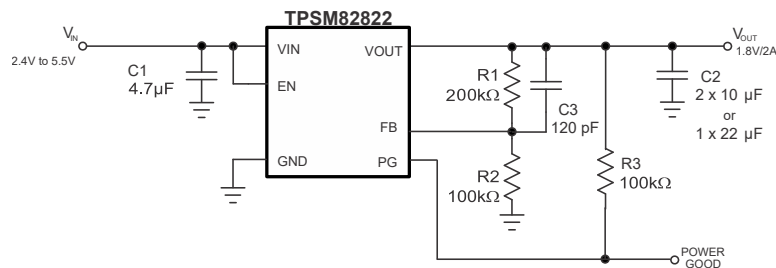 TPSM82822
VIN
2.4V to 5.5V
C1
4.7µF
VIN
EN
GND
VOUT
FB
PG
R1
200kΩ
C3
120 pF
R2
100kΩ
R3
100kΩ
VOUT
1.8V/2A
C2
2 x 10 µF
or
1 x 22 µF
POWER
GOOD